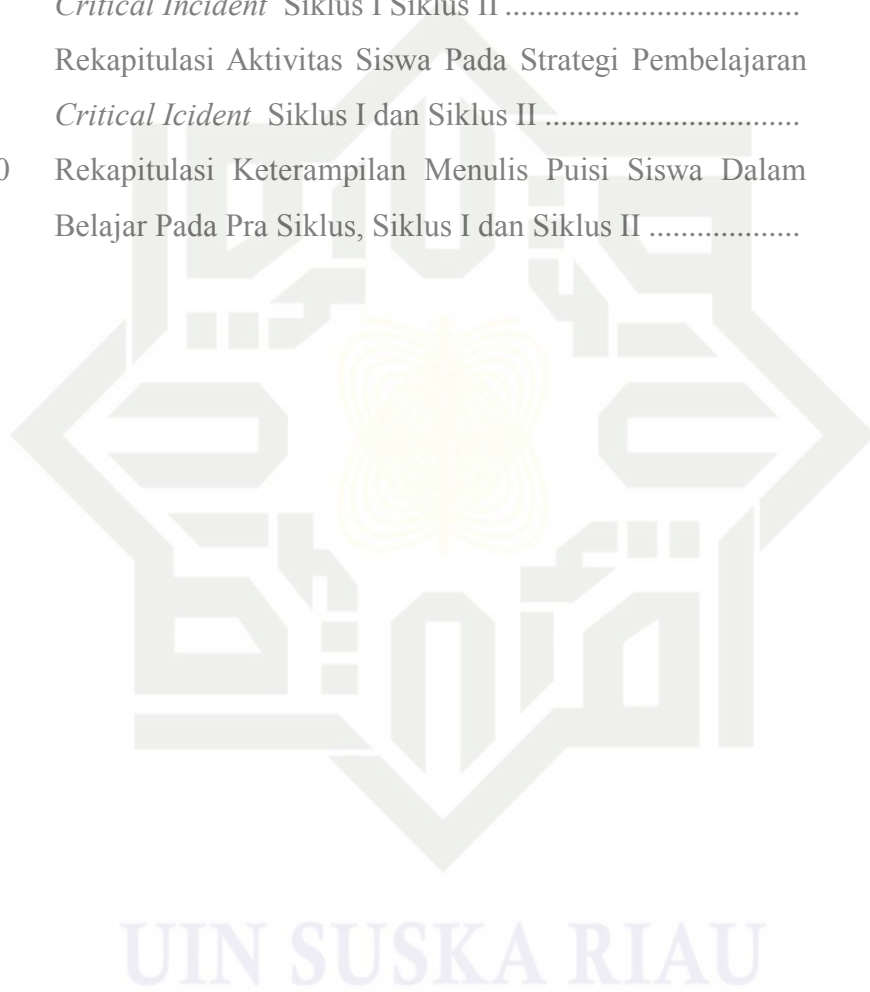 Critical Incident Siklus I Siklus II ....................................
Rekapitulasi Aktivitas Siswa Pada Strategi Pembelajaran
Critical Icident Siklus I dan Siklus II ................................
0 Rekapitulasi Keterampilan Menulis Puisi Siswa Dalam
Belajar Pada Pra Siklus, Siklus I dan Siklus II ...................
UIN SUSKA RIAU